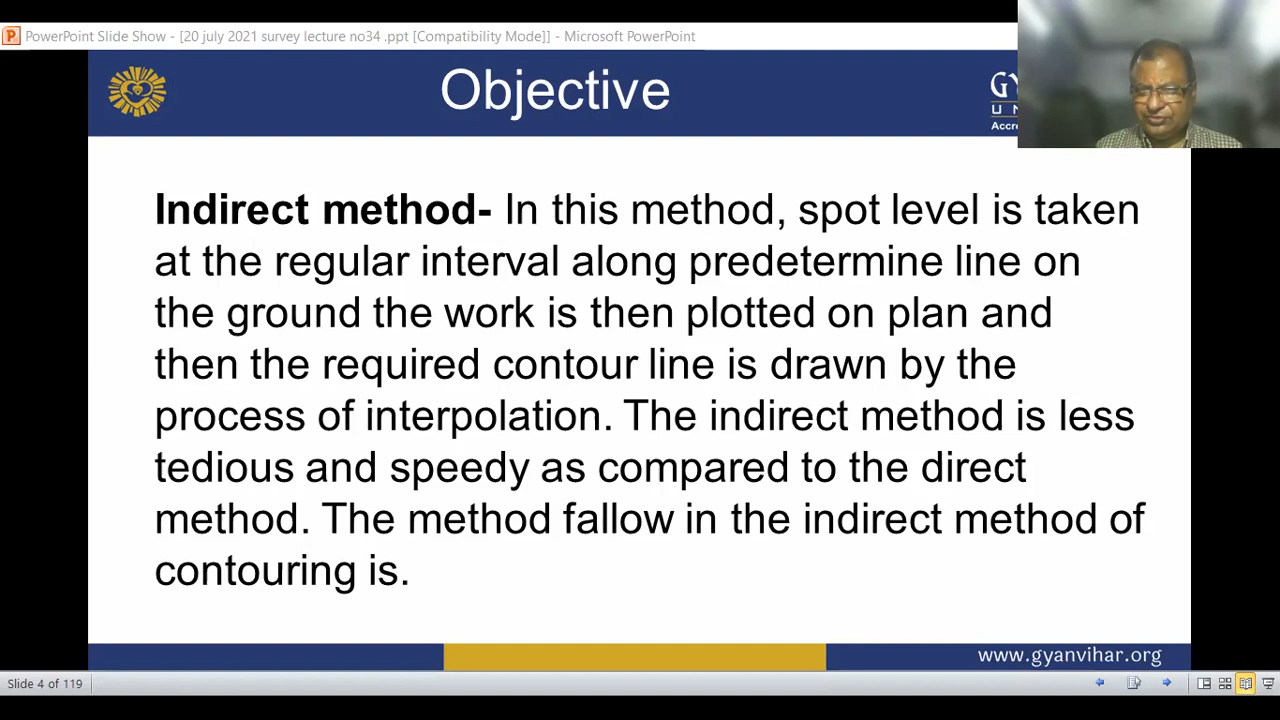 PowerPoint Slide Show - [20 july 2021 survey lecture no34 .ppt [Compatibility Mode]] - Microsoft PowerPoint
Objective
GY
UN
Accre
Indirect method- In this method, spot level is taken
at the regular interval along predetermine line on
the ground the work is then plotted on plan and
then the required contour line is drawn by the
process of interpolation. The indirect method is less
tedious and speedy as compared to the direct
method. The method fallow in the indirect method of
contouring is.
www.gyanvihar.org
Slide 4 of 119